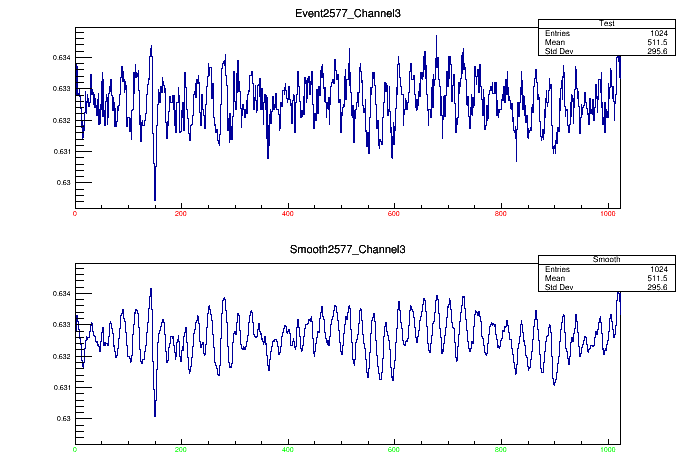 Event2577_Channel3
Test
Entries 1024
Mean 511.5
Std Dev 295.6
0.634
0.633
0.632
0.631
0.63
0 200 400 600 800 1000
Smooth2577_Channel3
Smooth
Entries 1024
Mean 511.5
Std Dev 295.6
0.634
0.633
0.632
0.631
0.63
0 200 400 600 800 1000